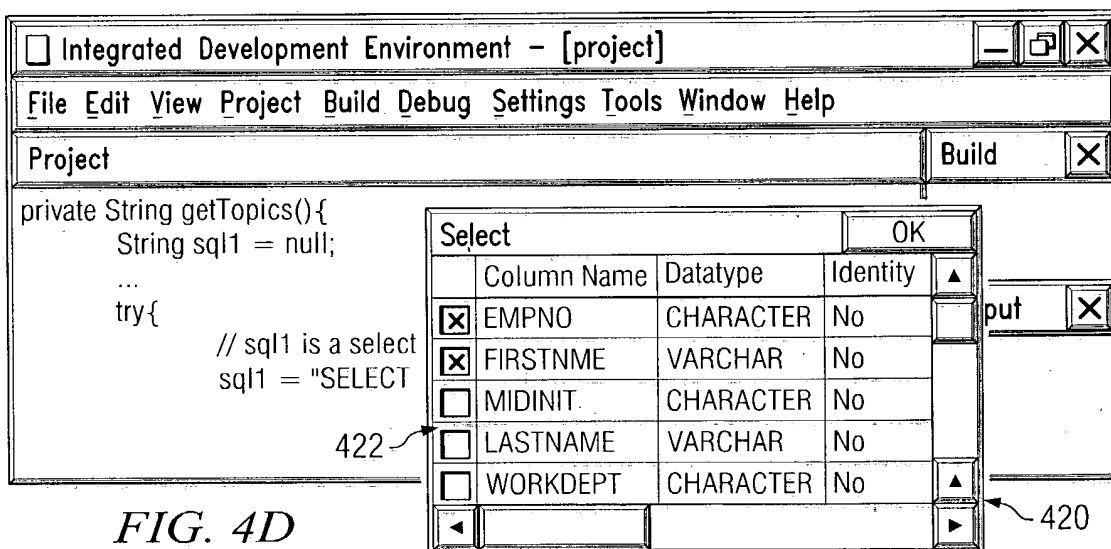 Integrated Development Environment – [project]
File Edit View Project Build Debug Settings Tools Window Help
Project
Build
private String getTopics(){
String sql1 = null;
...
try{
// sql1 is a select
sql1 = "SELECT
Select OK
Column Name Datatype Identity
EMPNO CHARACTER No
FIRSTNME VARCHAR No
MIDINIT CHARACTER No
LASTNAME VARCHAR No
WORKDEPT CHARACTER No
put
422
420
FIG. 4D